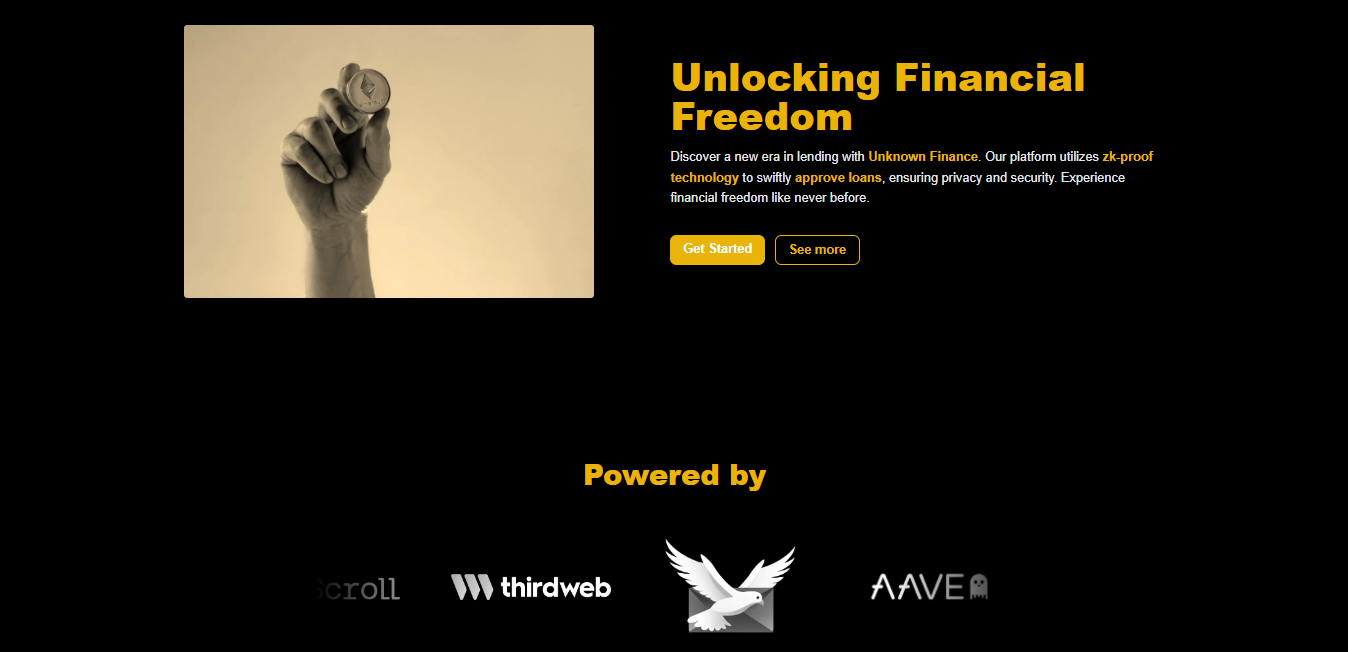 Unlocking Financial
Freedom
Discover a new era in lending with Unknown Finance. Our platform utilizes zk-proof
technology to swiftly approve loans, ensuring privacy and security. Experience
financial freedom like never before.
Get Started
See more
Powered by
Scroll
thirdweb
AAVE